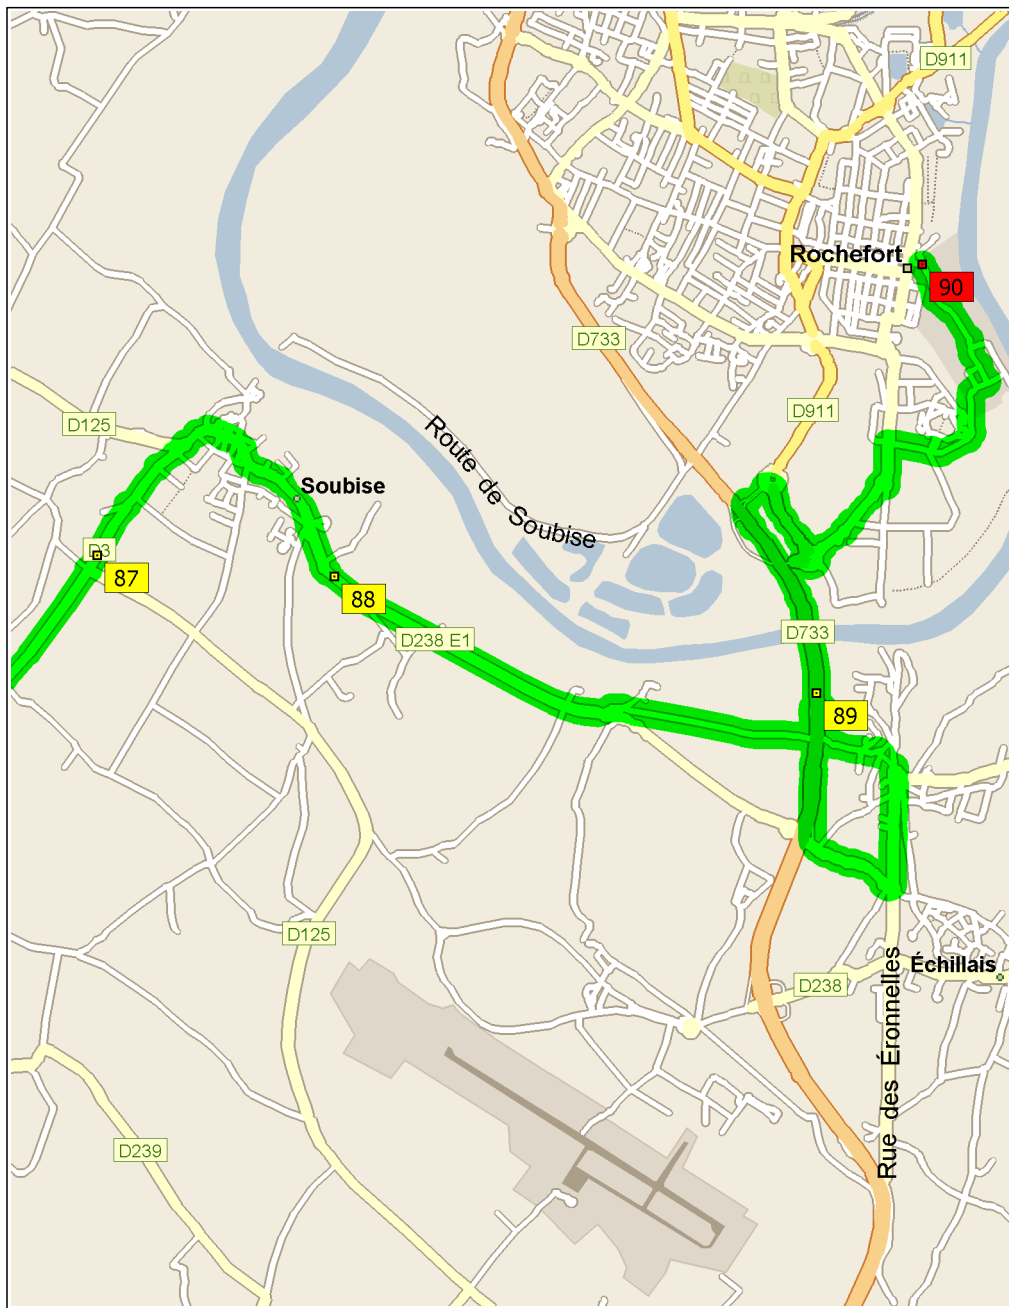 D911
Rochefort
90
D733
D911
D125
Route de Soubise
Soubise
D3
87
88
D238 E1
D733
89
D125
Échillais
D238
Rue des Éronnelles
D239